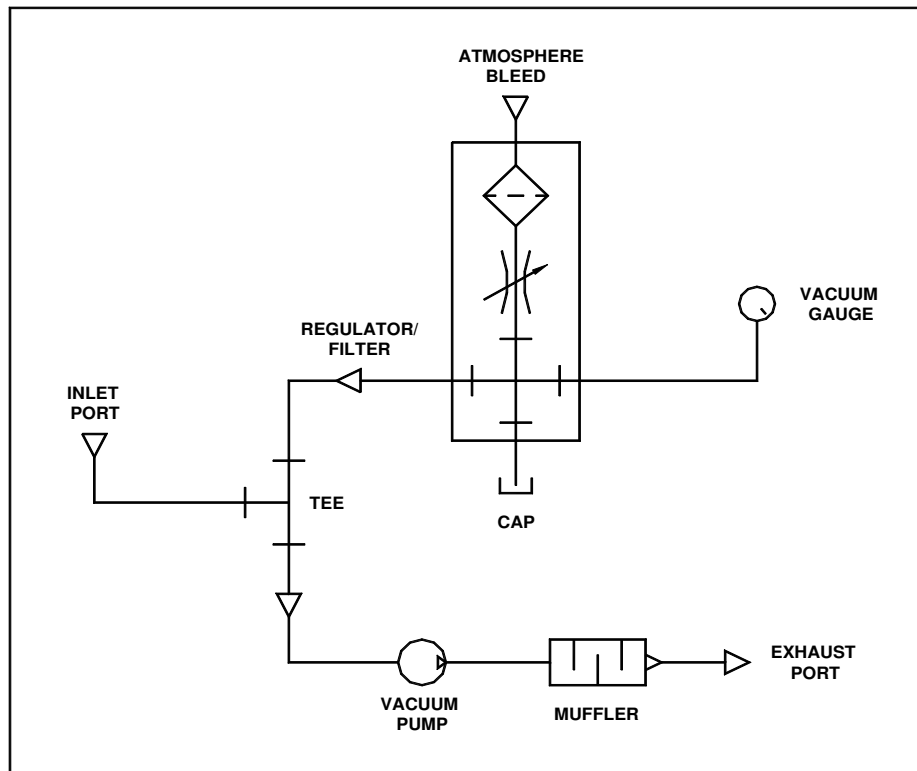 ATMOSPHERE
BLEED
VACUUM
GAUGE
REGULATOR/
FILTER
INLET
PORT
TEE
CAP
EXHAUST
PORT
VACUUM
PUMP
MUFFLER